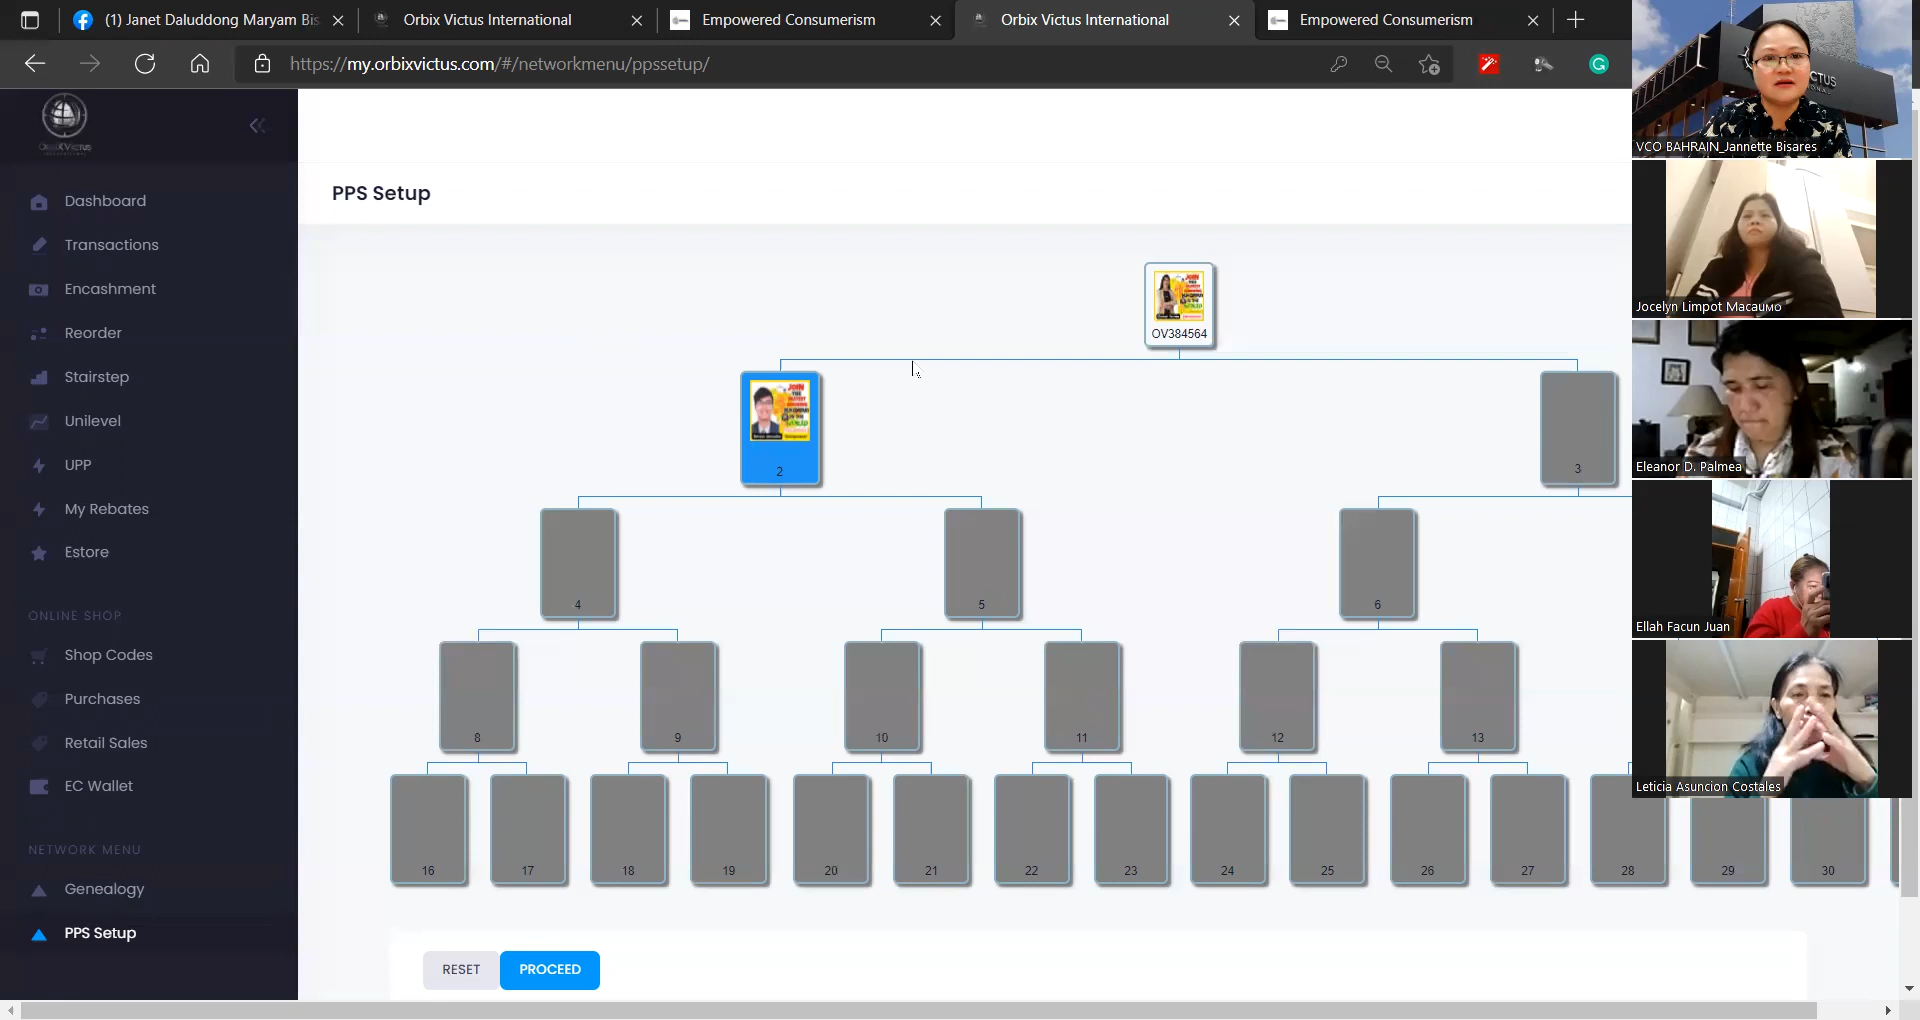 (1) Janet Daluddong Maryam Bis
Orbix Victus International
Empowered Consumerism
Orbix Victus International
Empowered Consumerism
https://my.orbixvictus.com/#/networkmenu/ppssetup/
Dashboard
Transactions
Encashment
Reorder
Stairstep
Unilevel
UPP
My Rebates
Estore
ONLINE SHOP
Shop Codes
Purchases
Retail Sales
EC Wallet
NETWORK MENU
Genealogy
PPS Setup
PPS Setup
JOIN
OV384564
JOIN
2
3
4
5
6
8
9
10
11
12
13
16
17
18
19
20
21
22
23
24
25
26
27
28
29
30
RESET
PROCEED
CTUS
VCO BAHRAIN_Jannette Bisares
Jocelyn Limpot Macaumo
Eleanor D. Palmea
Ellah Facun Juan
Leticia Asuncion Costales